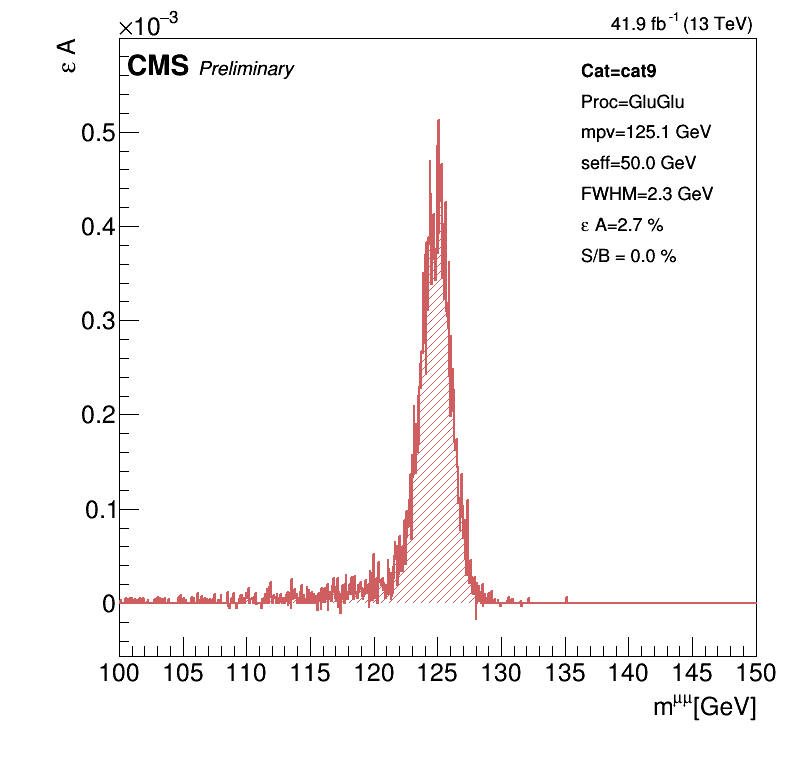 ×10⁻³
41.9 fb⁻¹ (13 TeV)
ε A
CMS Preliminary
Cat=cat9
Proc=GluGlu
mpv=125.1 GeV
seff=50.0 GeV
FWHM=2.3 GeV
ε A=2.7 %
S/B = 0.0 %
0.5
0.4
0.3
0.2
0.1
0
100 105 110 115 120 125 130 135 140 145 150
m^μμ[GeV]